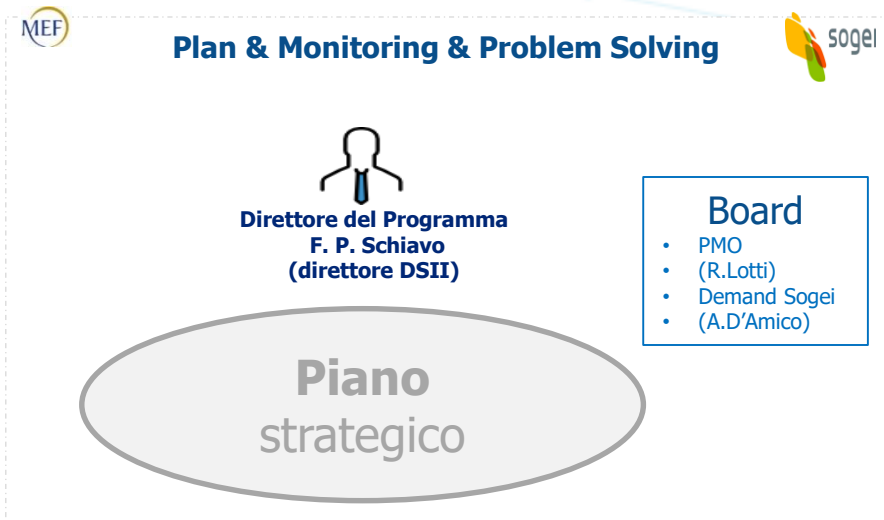 MEF
Plan & Monitoring & Problem Solving
sogei
Direttore del Programma
F. P. Schiavo
(direttore DSII)
Board
• PMO
• (R.Lotti)
• Demand Sogei
• (A.D’Amico)
Piano
strategico